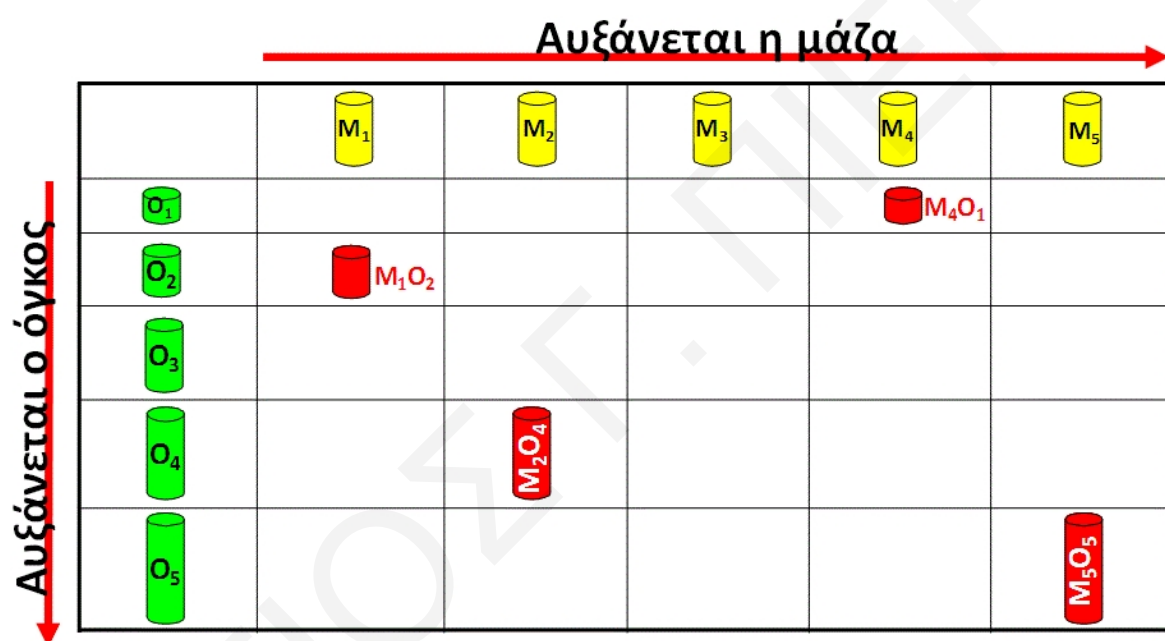 Αυξάνεται η μάζα
M₁ M₂ M₃ M₄ M₅
Αυξάνεται ο όγκος
O₁ M₄O₁
O₂ M₁O₂
O₃
O₄ M₂O₄
O₅ M₅O₅